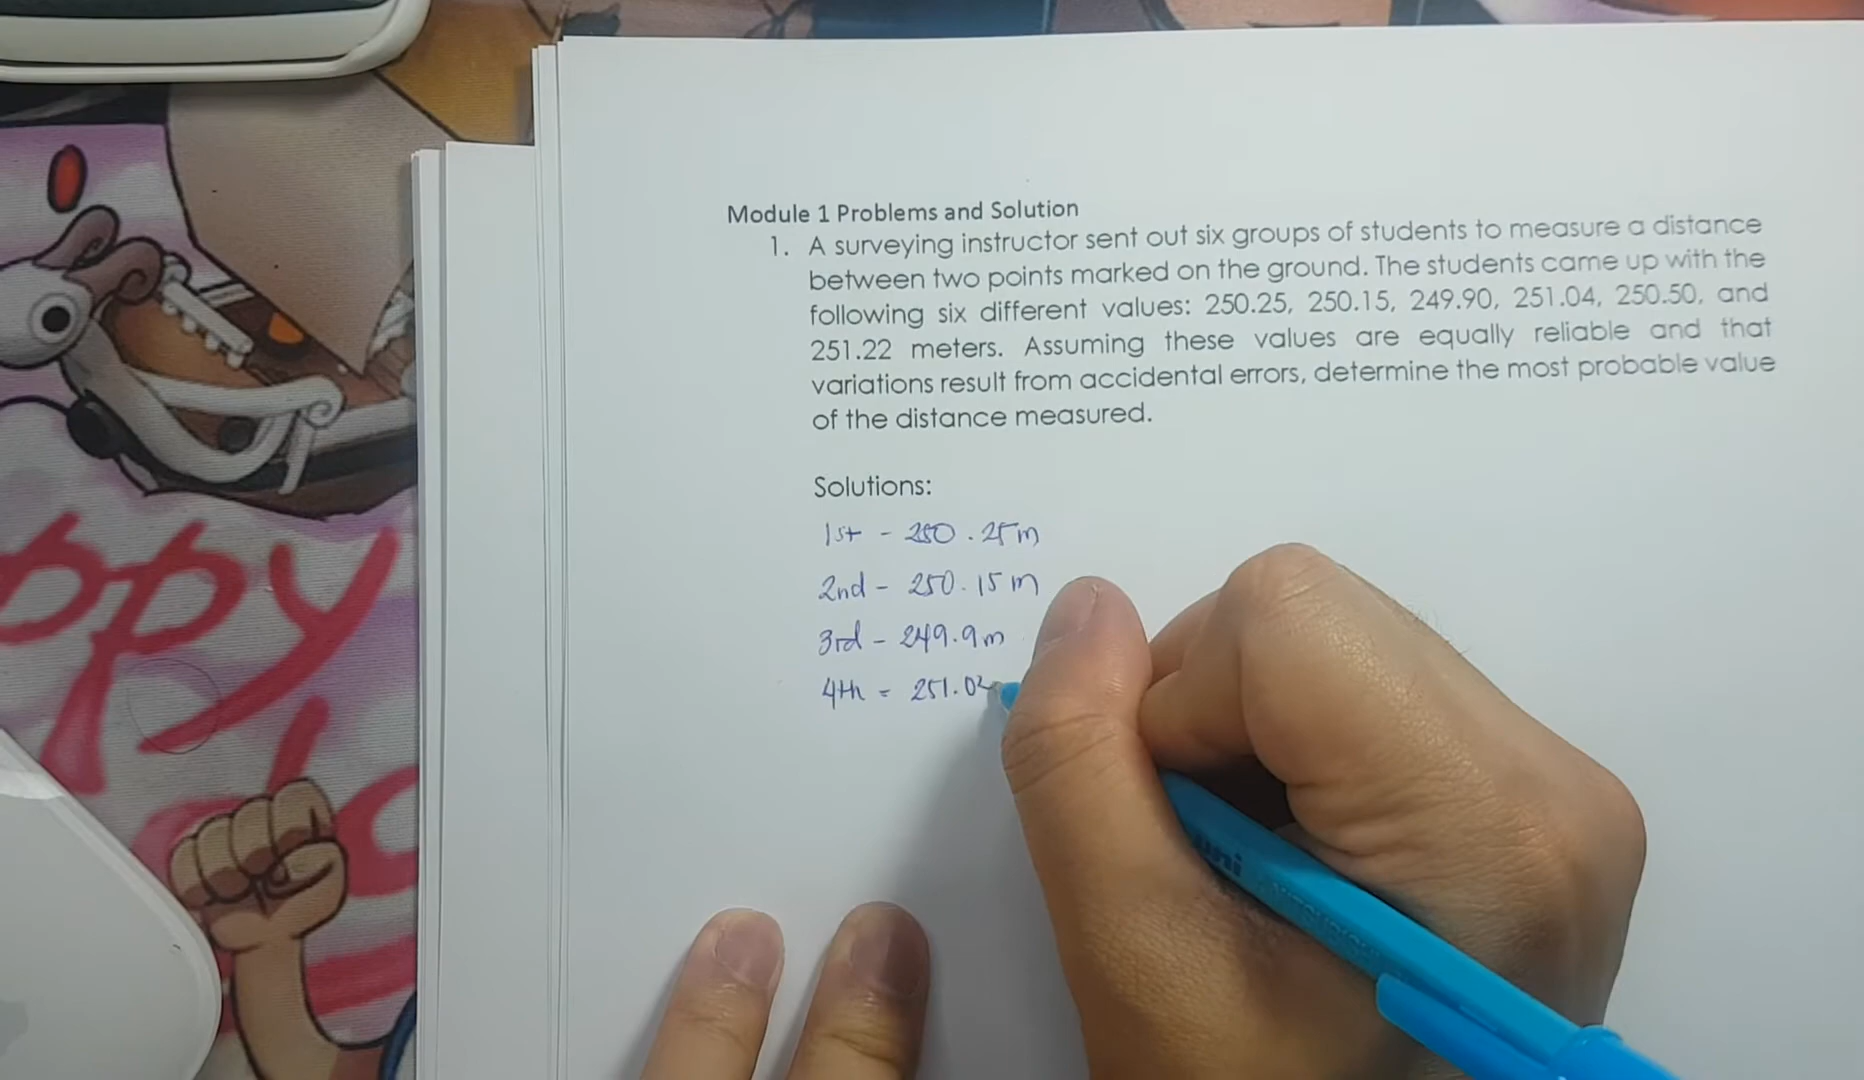 Module 1 Problems and Solution
1. A surveying instructor sent out six groups of students to measure a distance
between two points marked on the ground. The students came up with the
following six different values: 250.25, 250.15, 249.90, 251.04, 250.50, and
251.22 meters. Assuming these values are equally reliable and that
variations result from accidental errors, determine the most probable value
of the distance measured.
Solutions:
1st - 250.25m
2nd - 250.15m
3rd - 249.9m
4th = 251.0
ppy
uni